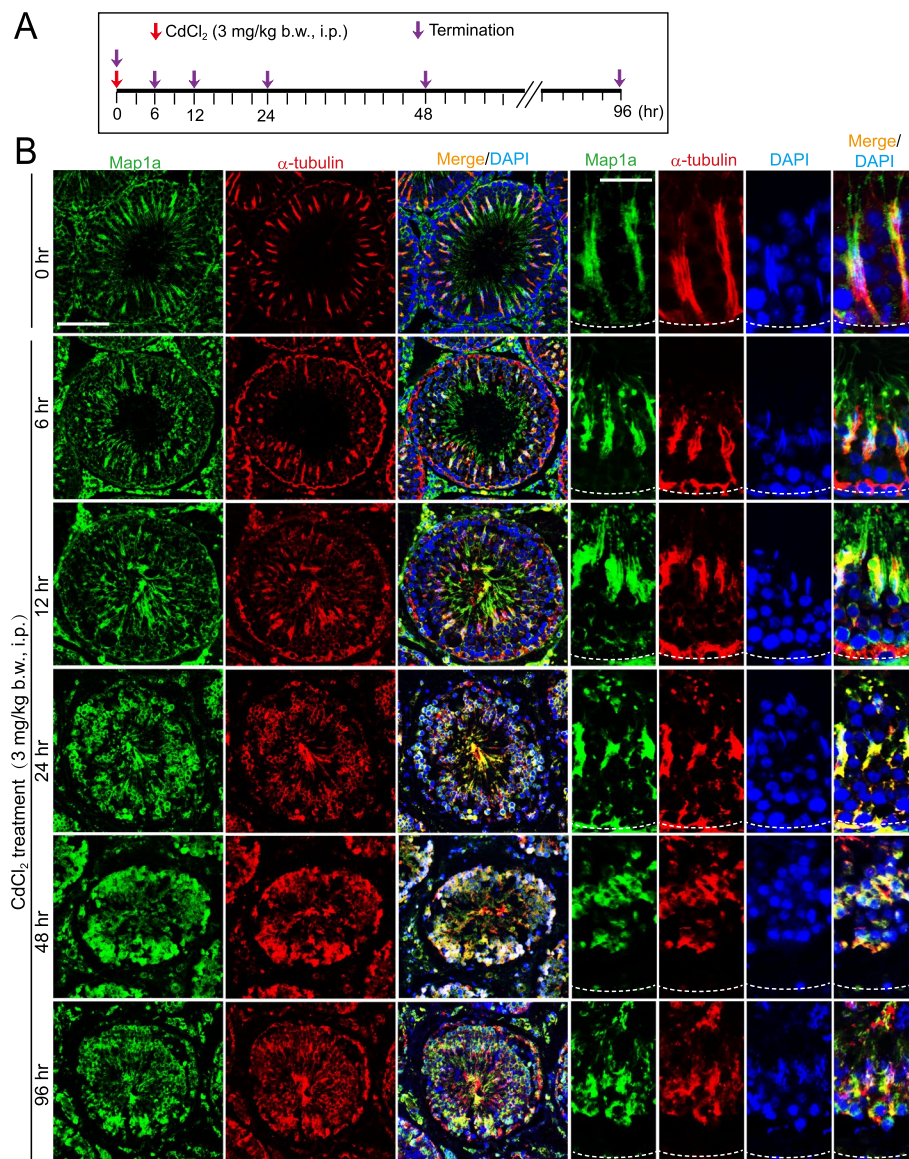 A
CdCl₂ (3 mg/kg b.w., i.p.)
Termination
0 6 12 24 48 96 (hr)
B
Map1a α-tubulin Merge/DAPI Map1a α-tubulin DAPI Merge/
DAPI
0 hr
6 hr
12 hr
24 hr
48 hr
96 hr
CdCl₂ treatment (3 mg/kg b.w., i.p.)